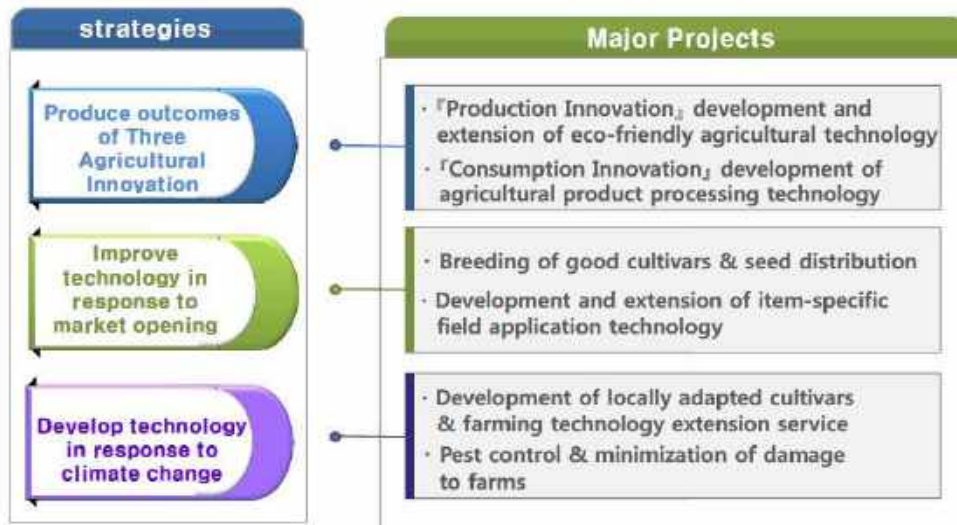 strategies
Major Projects
Produce outcomes
of Three
Agricultural
Innoyation
· 『Production Innovation』 development and
extension of eco-friendly agricultural technology
· 『Consumption Innovation』 development of
agricultural product processing technology
Improve
technology in
response to
market opening
· Breeding of good cultivars & seed distribution
· Development and extension of item-specific
field application technology
Develop technology
in response to
climate change
· Development of locally adapted cultivars
& farming technology extension service
· Pest control & minimization of damage
to farms